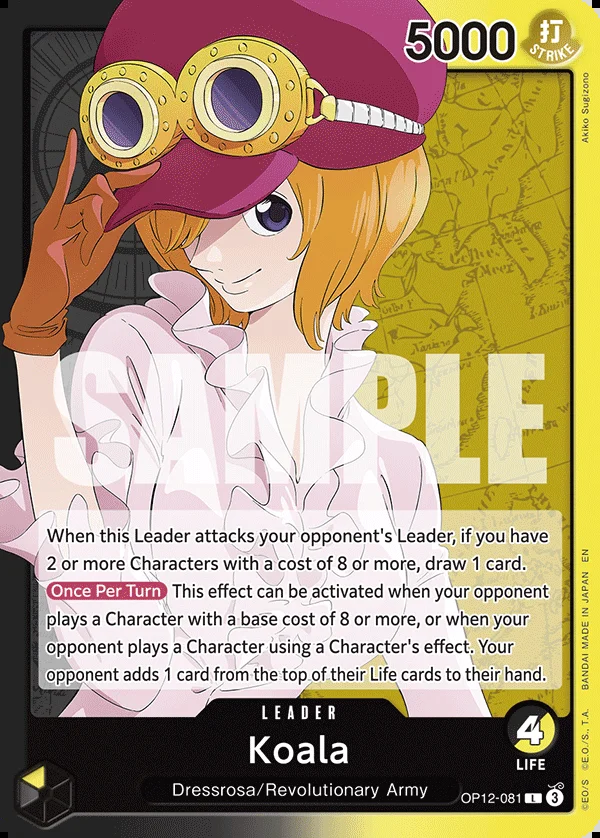 5000
打
STRIKE
Akiko Sugizono
SAMPLE
When this Leader attacks your opponent's Leader, if you have
2 or more Characters with a cost of 8 or more, draw 1 card.
Once Per Turn This effect can be activated when your opponent
plays a Character with a base cost of 8 or more, or when your
opponent plays a Character using a Character's effect. Your
opponent adds 1 card from the top of their Life cards to their hand.
LEADER
Koala
Dressrosa/Revolutionary Army
4
LIFE
OP12-081 L 3
©E.O/S ©E.O./S., T.A. BANDAI MADE IN JAPAN EN